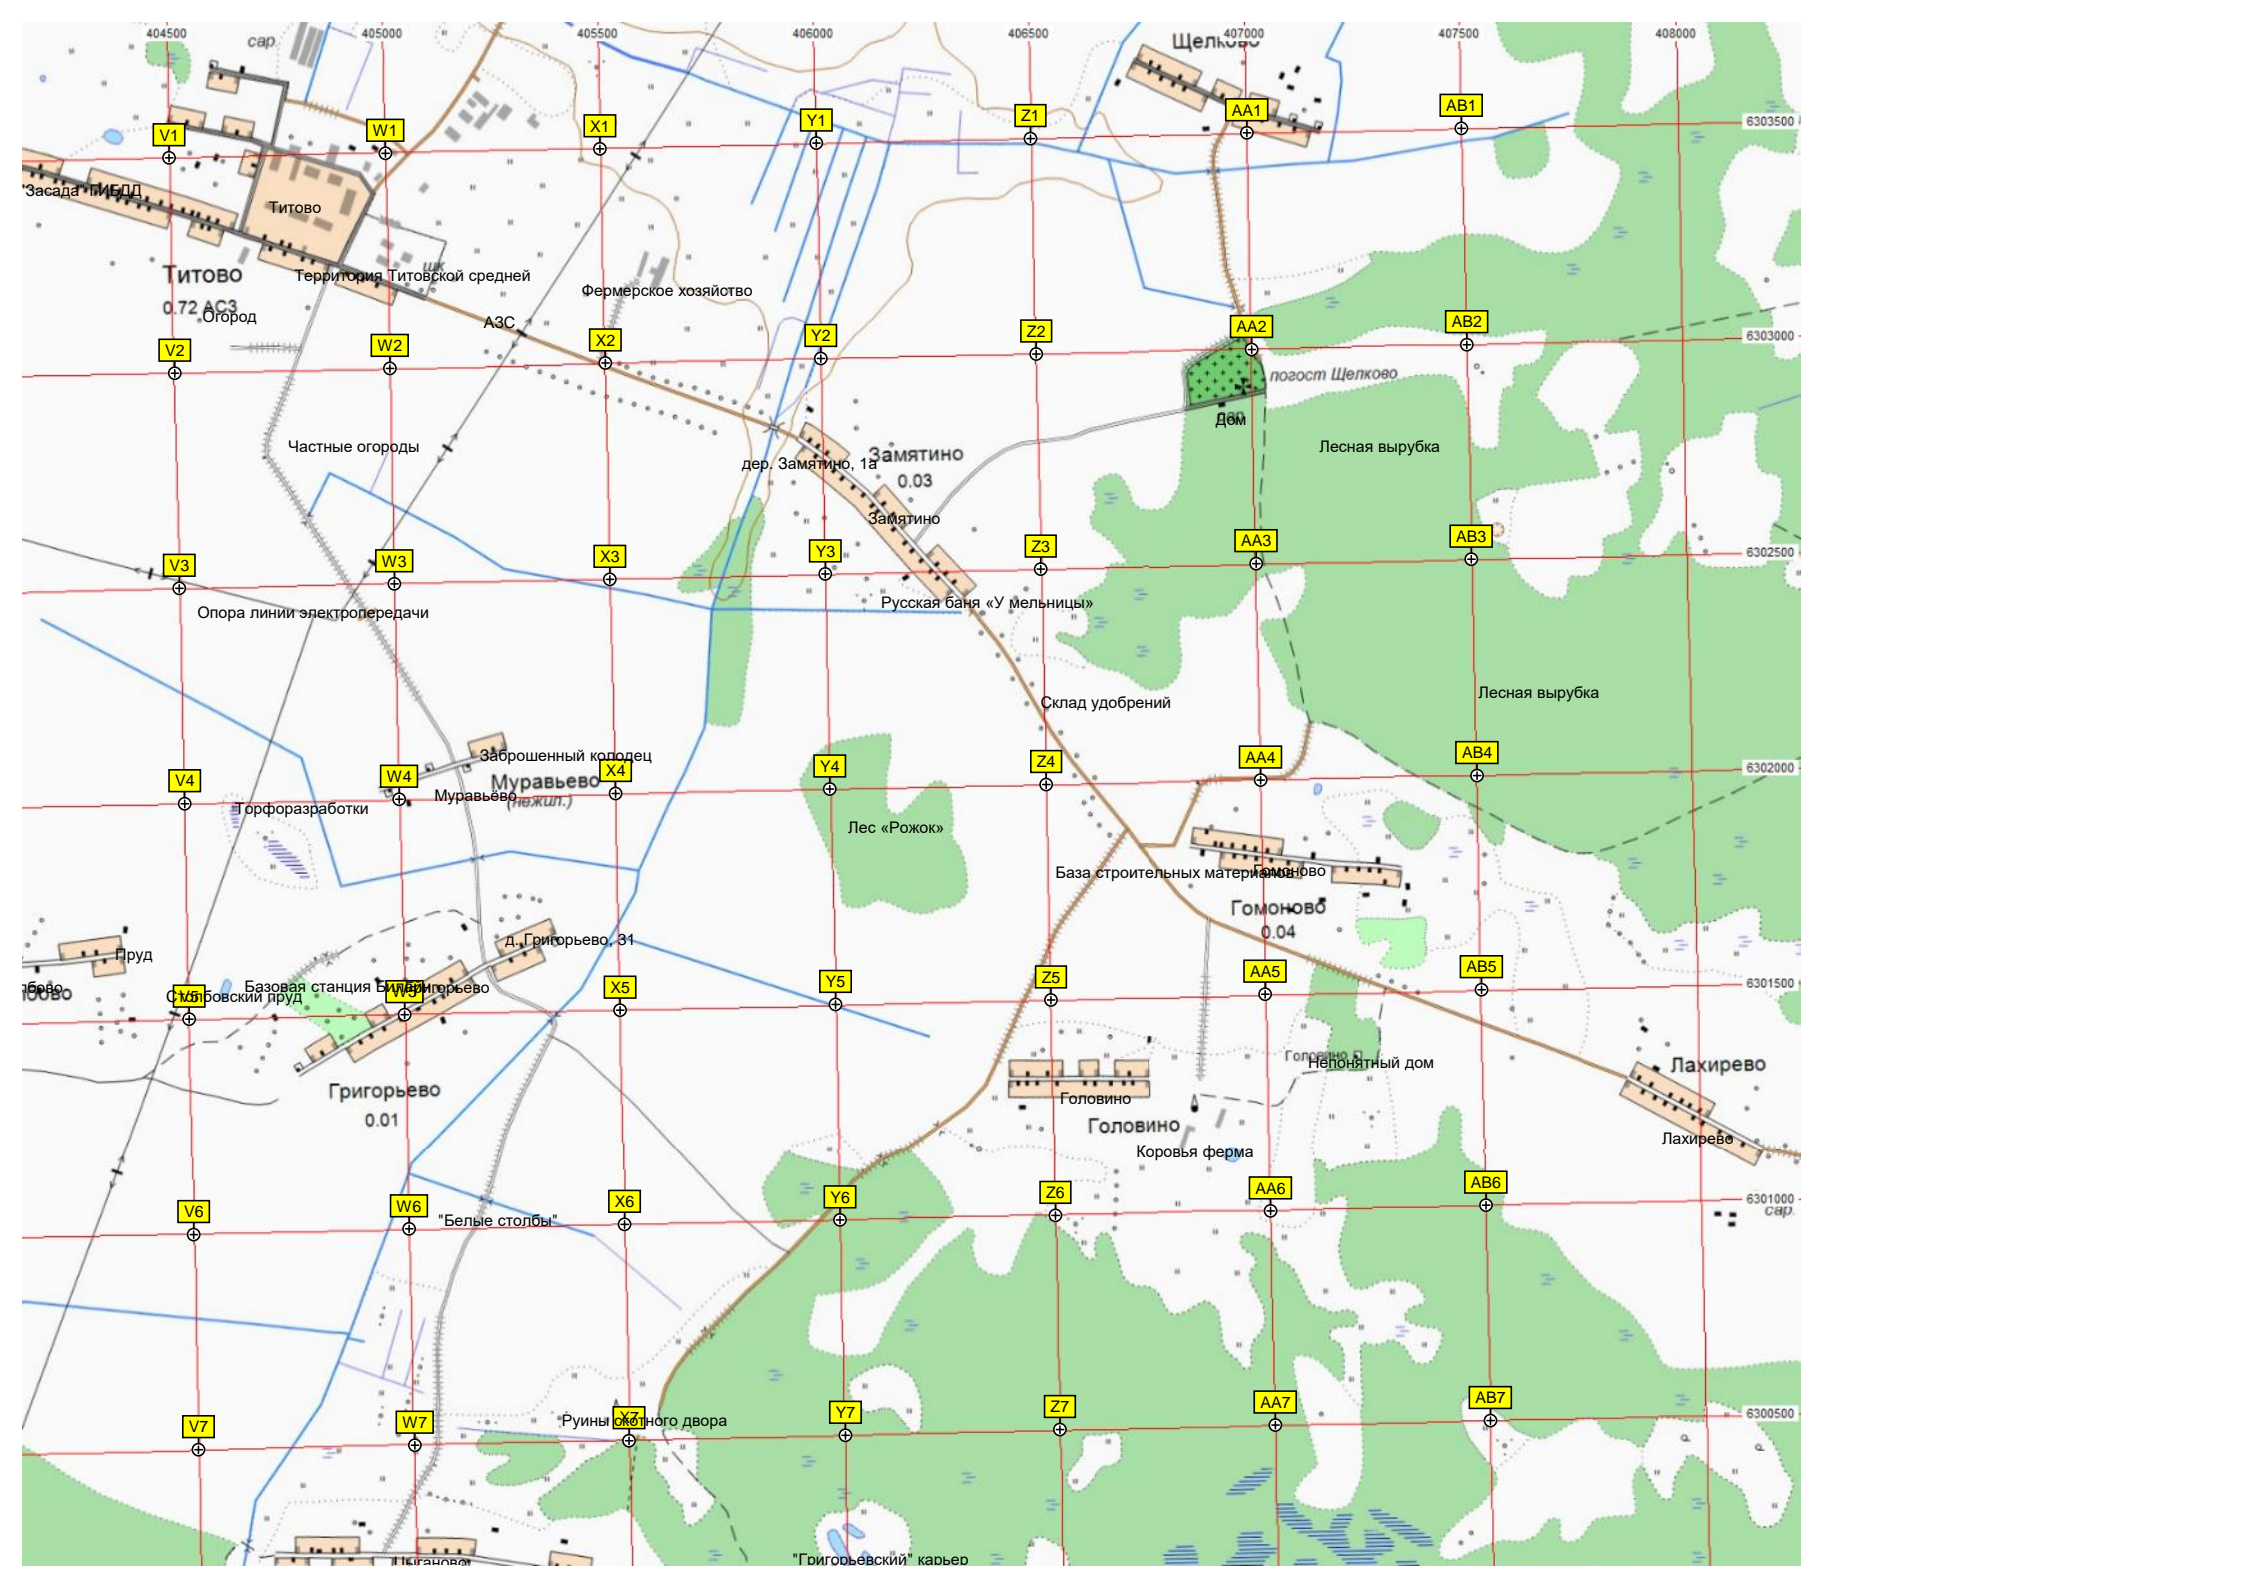 404500 405000 405500 406000 406500 407000 407500 408000
сар
Щелково
V1 W1 X1 Y1 Z1 AA1 AB1
6303500
"Засада" ГИБДД
Титово
Титово
0.72
Территория Титовской средней
шк
Фермерское хозяйство
Огород
АЗС
V2 W2 X2 Y2 Z2 AA2 AB2
6303000
погост Щелково
Дом
Частные огороды
Лесная вырубка
дер. Замятино, 1а
Замятино
0.03
Замятино
V3 W3 X3 Y3 Z3 AA3 AB3
6302500
Опора линии электропередачи
Русская баня «У мельницы»
Склад удобрений
Лесная вырубка
Заброшенный колодец
V4 W4 X4 Y4 Z4 AA4 AB4
6302000
Муравьево
(нежил.)
Муравьёво
Торфоразработки
Лес «Рожок»
База строительных материалов
Гомоново
Гомоново
0.04
Пруд
д. Григорьево, 31
Базовая станция Билайн
Григорьево
Столбовский пруд
V5 W5 X5 Y5 Z5 AA5 AB5
6301500
Головино
Непонятный дом
Лахирево
Григорьево
0.01
Головино
Головино
Коровья ферма
Лахирево
V6 W6 X6 Y6 Z6 AA6 AB6
6301000
сар.
"Белые столбы"
V7 W7 X7 Y7 Z7 AA7 AB7
6300500
Руины скотного двора
Цыганово
"Григорьевский" карьер